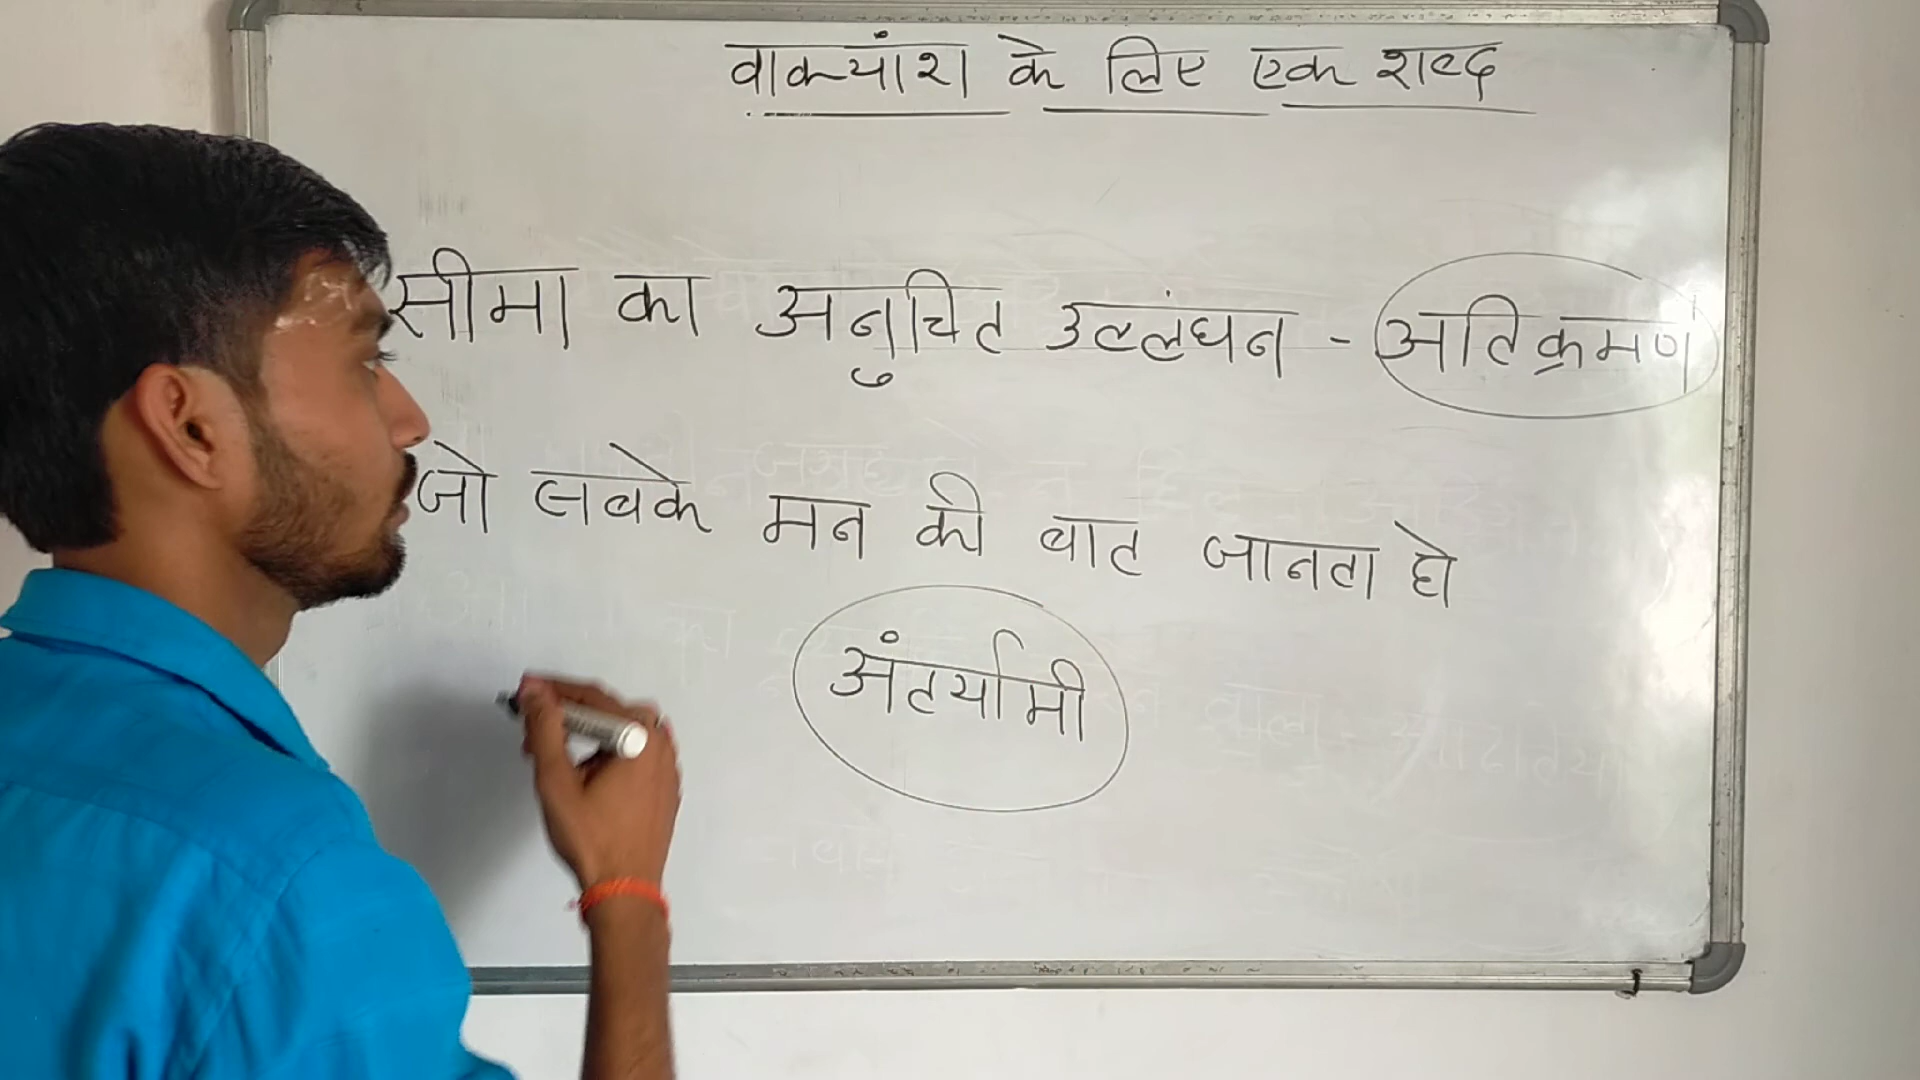 वाक्यांश के लिए एक शब्द
सीमा का अनुचित उल्लंघन - अतिक्रमण
जो सबके मन की बात जानता हो
अंतर्यामी